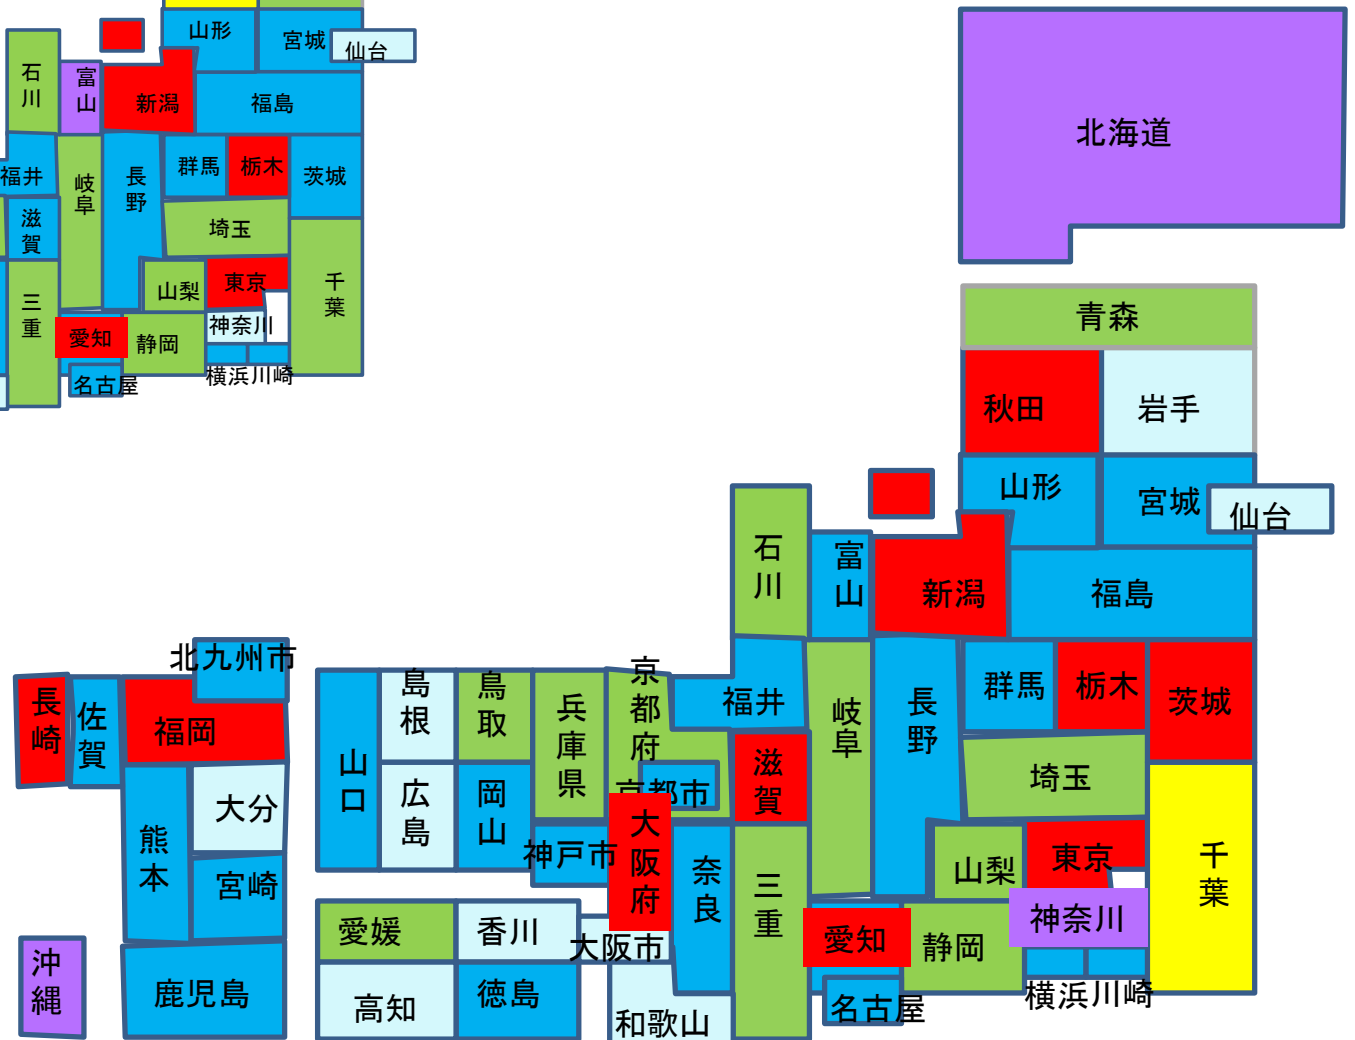 山形
宮城
仙台
石川
富山
新潟
福島
福井
岐阜
長野
群馬
栃木
茨城
滋賀
埼玉
三重
山梨
東京
千葉
愛知
静岡
神奈川
名古屋
横浜
川崎
北海道
青森
秋田
岩手
山形
宮城
仙台
石川
富山
新潟
福島
北九州市
長崎
佐賀
福岡
島根
鳥取
兵庫県
京都府
福井
岐阜
長野
群馬
栃木
茨城
山口
広島
岡山
京都市
滋賀
埼玉
熊本
大分
神戸市
大阪府
奈良
三重
山梨
東京
千葉
宮崎
愛媛
香川
大阪市
愛知
静岡
神奈川
沖縄
鹿児島
高知
徳島
和歌山
名古屋
横浜
川崎